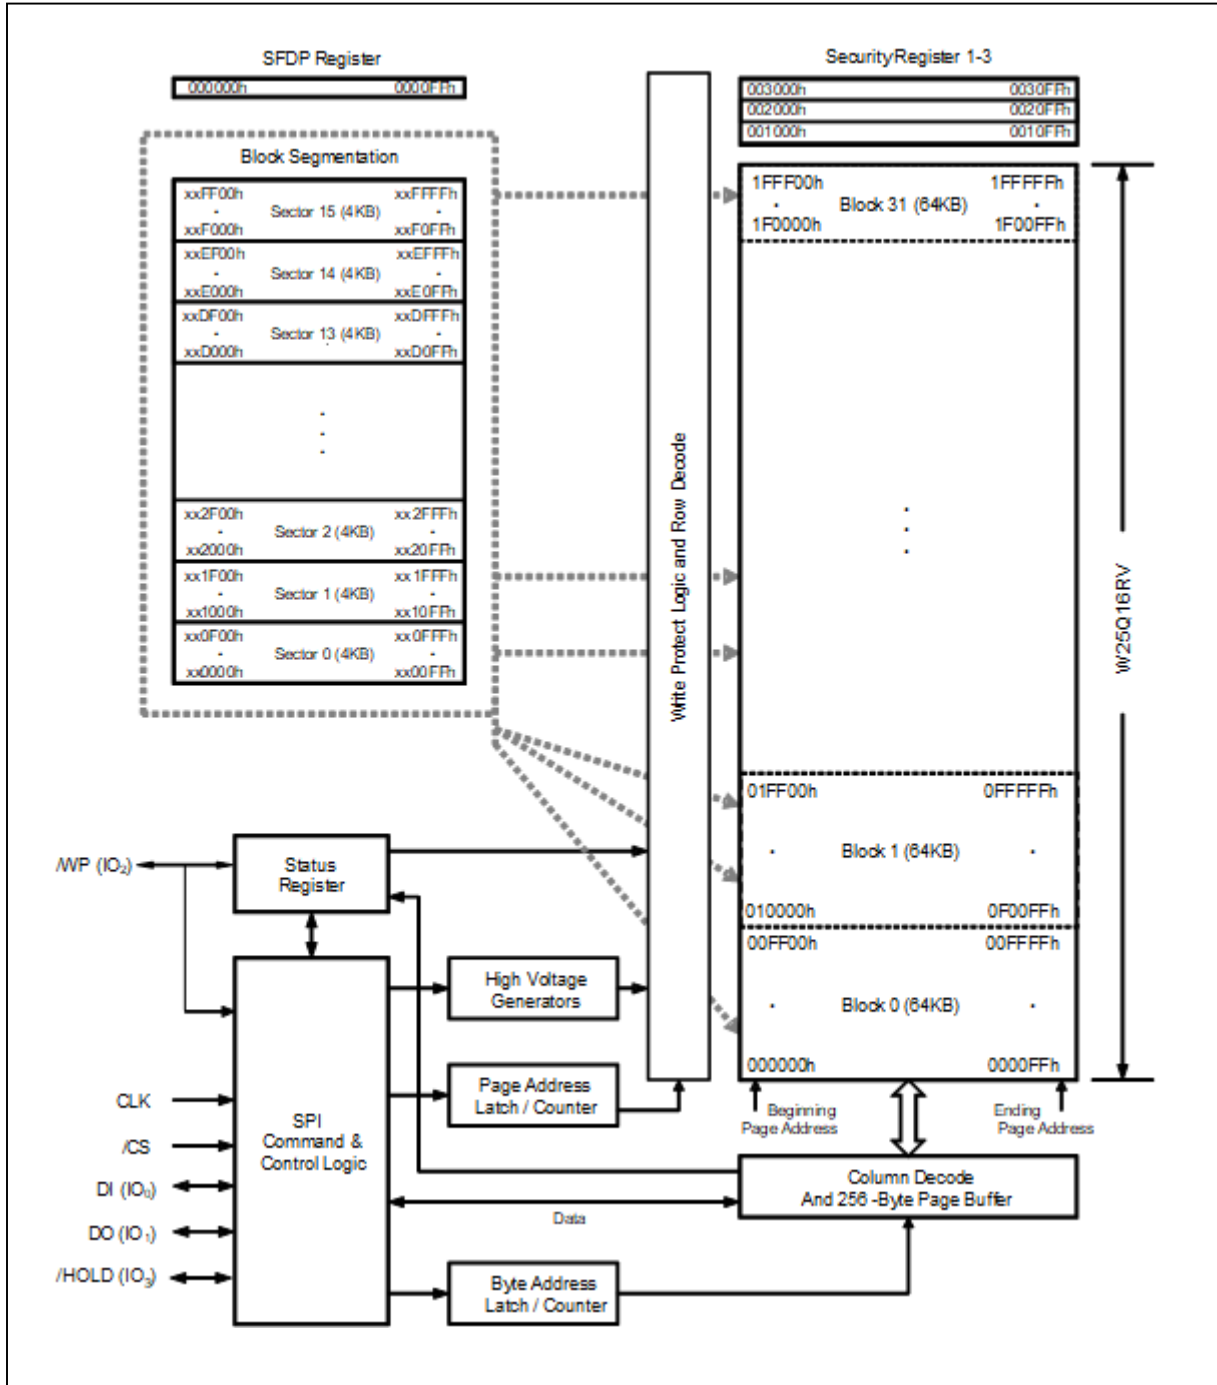 SFDP Register
000000h 0000FFh
Block Segmentation
xxFF00h xxFFFFh
- Sector 15 (4KB) -
xxF000h xxF0FFh
xxEF00h xxEFFFh
- Sector 14 (4KB) -
xxE000h xxE0FFh
xxDF00h xxDFFFh
- Sector 13 (4KB) -
xxD000h xxD0FFh
xx2F00h xx2FFFh
- Sector 2 (4KB) -
xx2000h xx20FFh
xx1F00h xx1FFFh
- Sector 1 (4KB) -
xx1000h xx10FFh
xx0F00h xx0FFFh
- Sector 0 (4KB) -
xx0000h xx00FFh
Write Protect Logic and Row Decode
Security Register 1-3
003000h 0030FFh
002000h 0020FFh
001000h 0010FFh
1FFF00h 1FFFFFh
Block 31 (64KB)
1F0000h 1F00FFh
01FF00h 0FFFFFh
Block 1 (64KB)
010000h 0F00FFh
00FF00h 00FFFFh
Block 0 (64KB)
000000h 0000FFh
W25Q16RV
Beginning
Page Address
Ending
Page Address
Column Decode
And 256 -Byte Page Buffer
/WP (IO2)
Status
Register
High Voltage
Generators
Page Address
Latch / Counter
SPI
Command &
Control Logic
CLK
/CS
DI (IO0)
DO (IO1)
/HOLD (IO3)
Data
Byte Address
Latch / Counter